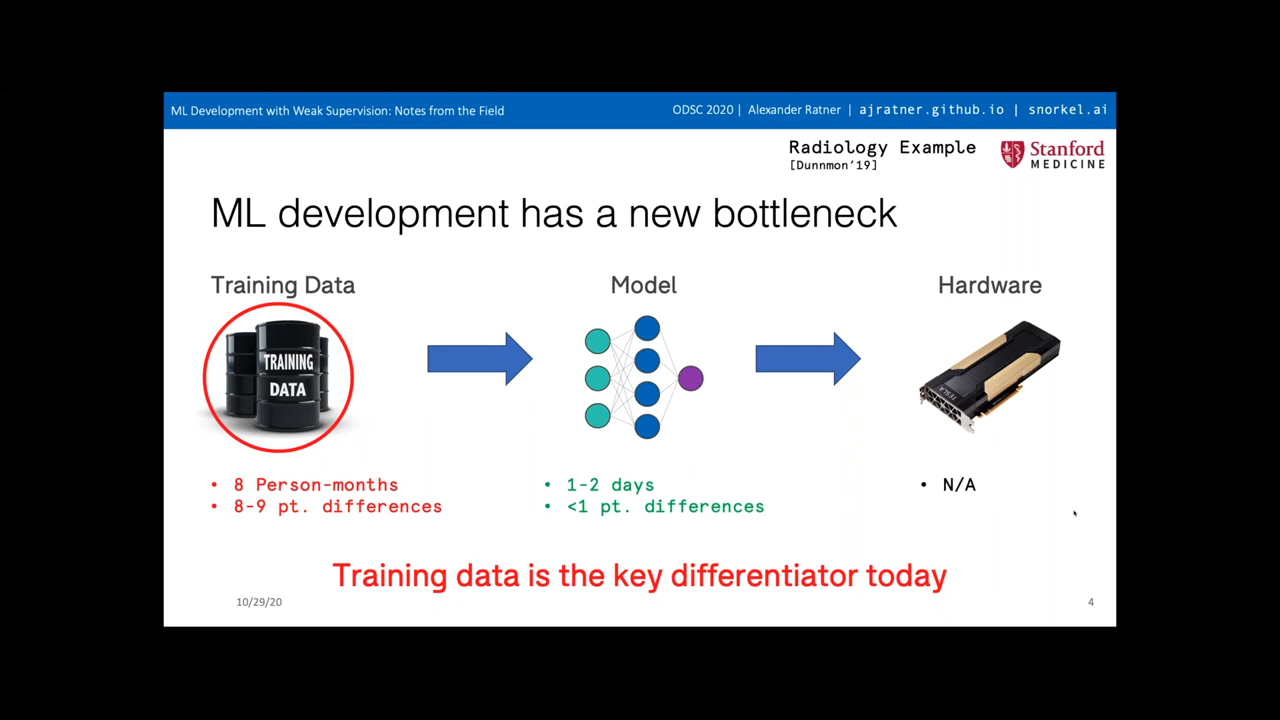 ML Development with Weak Supervision: Notes from the Field
ODSC 2020 | Alexander Ratner | ajratner.github.io | snorkel.ai
Radiology Example
[Dunnmon'19]
Stanford
MEDICINE
ML development has a new bottleneck
Training Data
Model
Hardware
TRAINING
DATA
TESLA
• 8 Person-months
• 8-9 pt. differences
• 1-2 days
• <1 pt. differences
• N/A
Training data is the key differentiator today
10/29/20
4